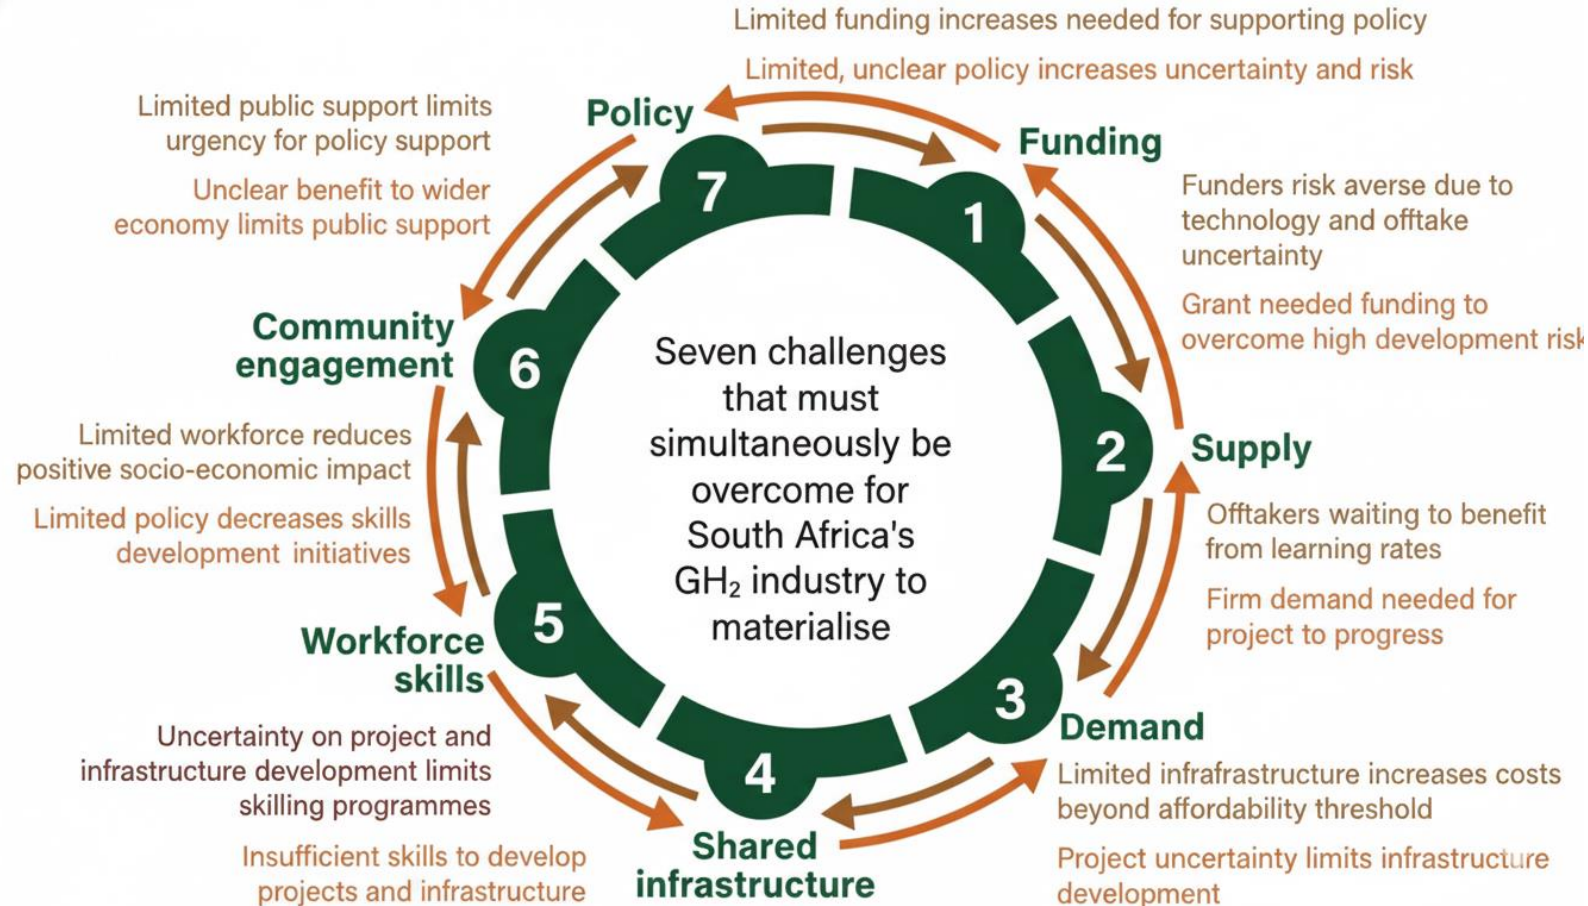 Limited funding increases needed for supporting policy
Limited, unclear policy increases uncertainty and risk
Policy
Funding
7
1
Funders risk averse due to
technology and offtake
uncertainty
Grant needed funding to
overcome high development risk
2
Supply
Offtakers waiting to benefit
from learning rates
Firm demand needed for
project to progress
3
Demand
Limited infrafrastructure increases costs
beyond affordability threshold
Project uncertainty limits infrastructure
development
4
Shared
infrastructure
5
Workforce
skills
Uncertainty on project and
infrastructure development limits
skilling programmes
Insufficient skills to develop
projects and infrastructure
6
Community
engagement
Limited workforce reduces
positive socio-economic impact
Limited policy decreases skills
development initiatives
Limited public support limits
urgency for policy support
Unclear benefit to wider
economy limits public support
Seven challenges
that must
simultaneously be
overcome for
South Africa's
GH₂ industry to
materialise